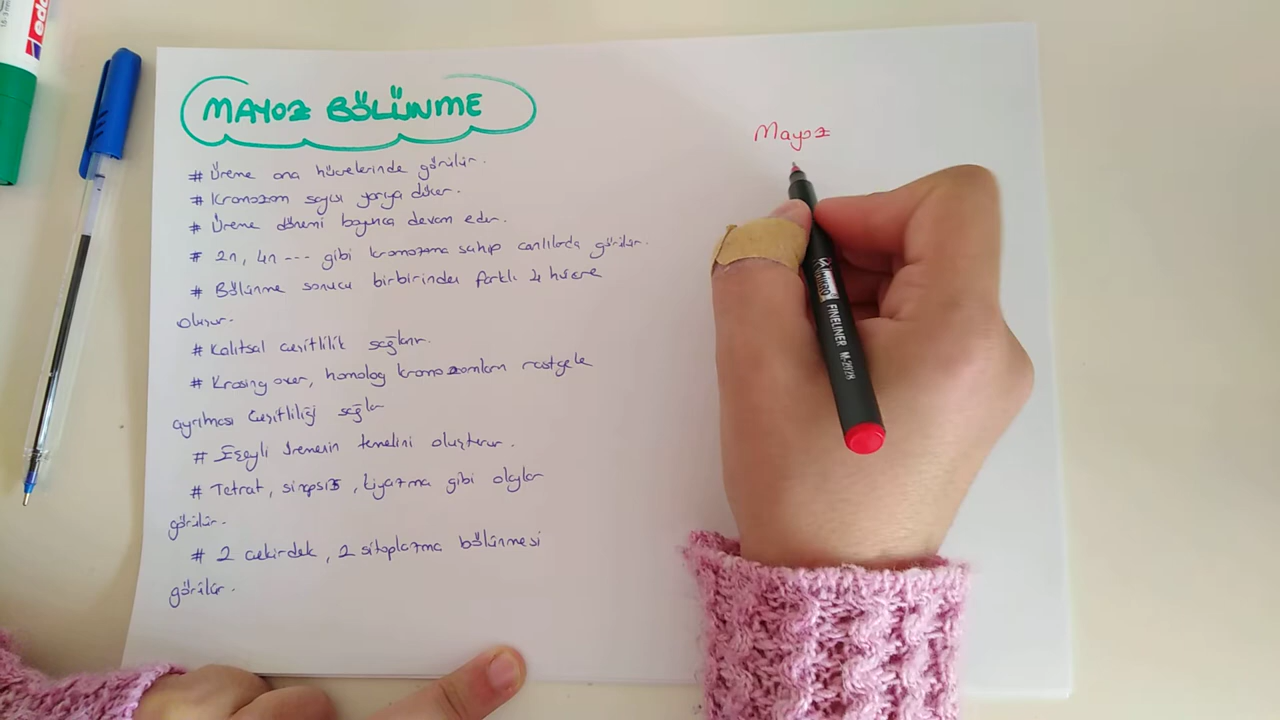 MAYOZ BÖLÜNME
# Üreme ana hücrelerinde görülür.
# Kromozom sayısı yarıya düşer.
# Üreme dönemi boyunca devam eder.
# 2n, 4n --- gibi kromozoma sahip canlılarda görülür.
# Bölünme sonucu birbirinden farklı 4 hücre
oluşur.
# Kalıtsal çeşitlilik sağlanır.
# Krosing over, homolog kromozomların rastgele
ayrılması çeşitliliği sağlar
# Eşeyli üremenin temelini oluşturur.
# Tetrat, sinapsis, kiyazma gibi olaylar
görülür.
# 2 çekirdek, 2 sitoplazma bölünmesi
görülür.
Mayoz
MIKRO FINELINER M-2828
edd